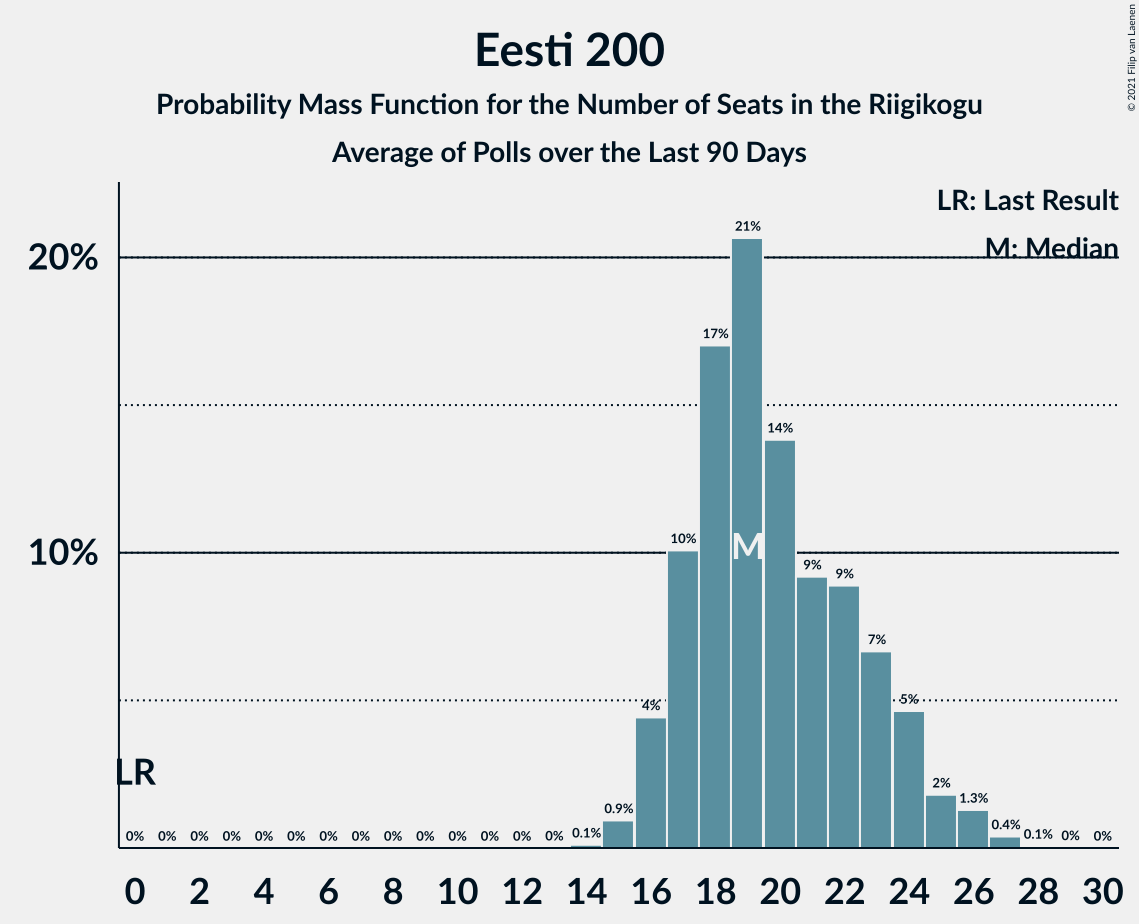 © 2021 Filip van Laenen
Eesti 200
Probability Mass Function for the Number of Seats in the Riigikogu
Average of Polls over the Last 90 Days
LR: Last Result
M: Median
20%
10%
21%
17%
14%
10%
M
9%
9%
7%
5%
4%
LR
2%
1.3%
0% 0% 0% 0% 0% 0% 0% 0% 0% 0% 0% 0% 0% 0% 0.1% 0.9% 0.4% 0.1% 0% 0%
0 2 4 6 8 10 12 14 16 18 20 22 24 26 28 30